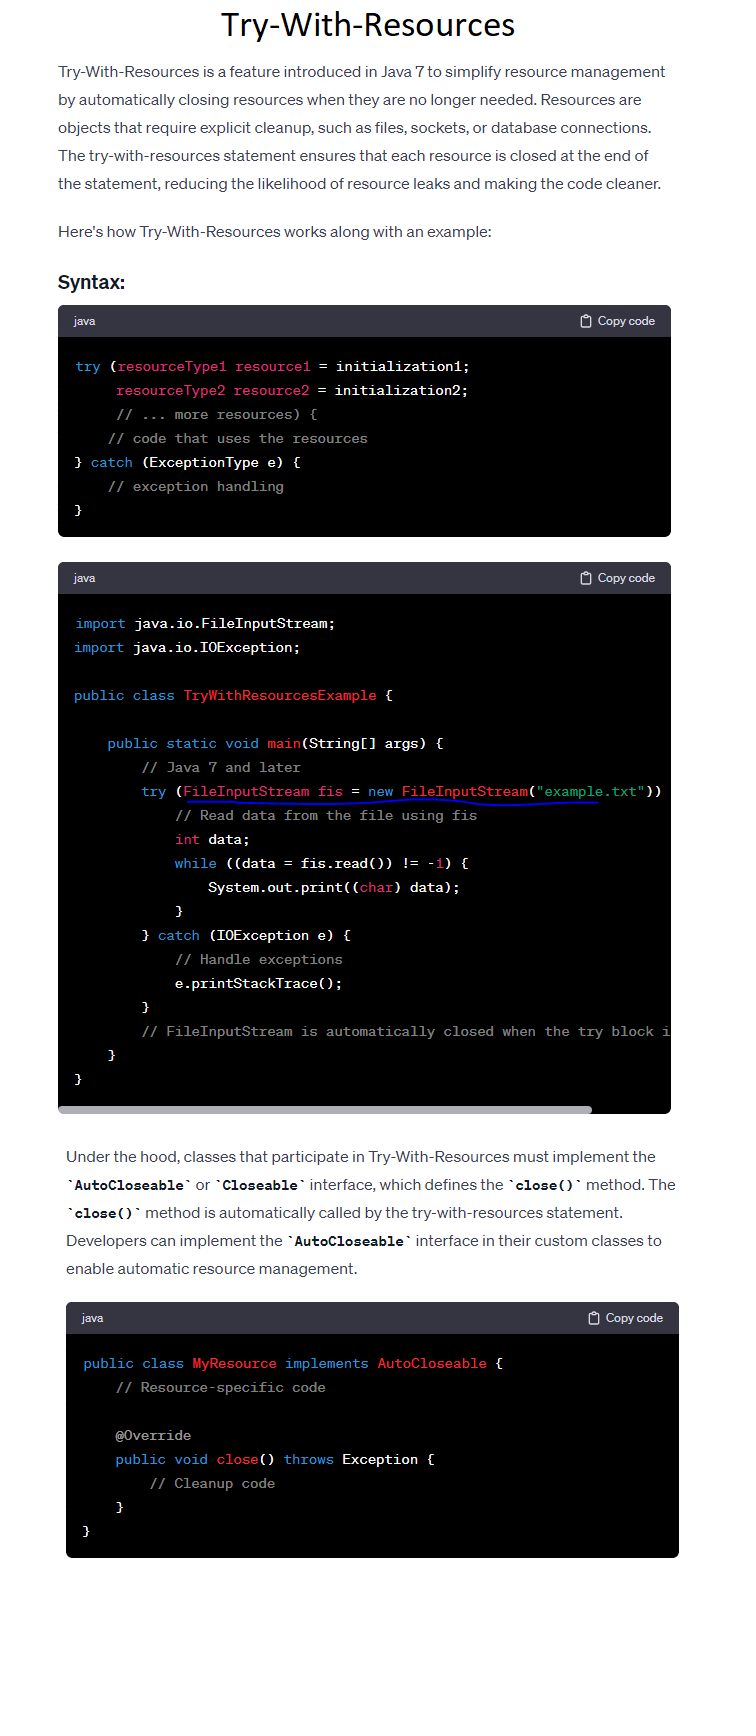 Try-With-Resources
Try-With-Resources is a feature introduced in Java 7 to simplify resource management
by automatically closing resources when they are no longer needed. Resources are
objects that require explicit cleanup, such as files, sockets, or database connections.
The try-with-resources statement ensures that each resource is closed at the end of
the statement, reducing the likelihood of resource leaks and making the code cleaner.
Here's how Try-With-Resources works along with an example:
Syntax:
java Copy code
try (resourceType1 resource1 = initialization1;
resourceType2 resource2 = initialization2;
// ... more resources) {
// code that uses the resources
} catch (ExceptionType e) {
// exception handling
}
java Copy code
import java.io.FileInputStream;
import java.io.IOException;
public class TryWithResourcesExample {
public static void main(String[] args) {
// Java 7 and later
try (FileInputStream fis = new FileInputStream("example.txt"))
// Read data from the file using fis
int data;
while ((data = fis.read()) != -1) {
System.out.print((char) data);
}
} catch (IOException e) {
// Handle exceptions
e.printStackTrace();
}
// FileInputStream is automatically closed when the try block i
}
}
Under the hood, classes that participate in Try-With-Resources must implement the
`AutoCloseable` or `Closeable` interface, which defines the `close()` method. The
`close()` method is automatically called by the try-with-resources statement.
Developers can implement the `AutoCloseable` interface in their custom classes to
enable automatic resource management.
java Copy code
public class MyResource implements AutoCloseable {
// Resource-specific code
@Override
public void close() throws Exception {
// Cleanup code
}
}